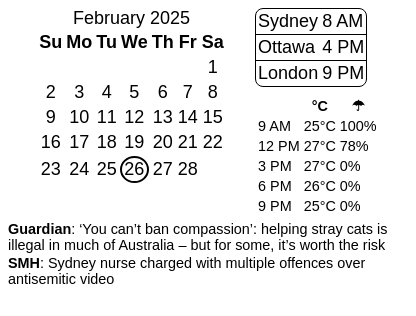 February 2025
Su Mo Tu We Th Fr Sa
1
2 3 4 5 6 7 8
9 10 11 12 13 14 15
16 17 18 19 20 21 22
23 24 25 26 27 28
Sydney 8 AM
Ottawa 4 PM
London 9 PM
°C ☂
9 AM 25°C 100%
12 PM 27°C 78%
3 PM 27°C 0%
6 PM 26°C 0%
9 PM 25°C 0%
Guardian: ‘You can’t ban compassion’: helping stray cats is
illegal in much of Australia – but for some, it’s worth the risk
SMH: Sydney nurse charged with multiple offences over
antisemitic video